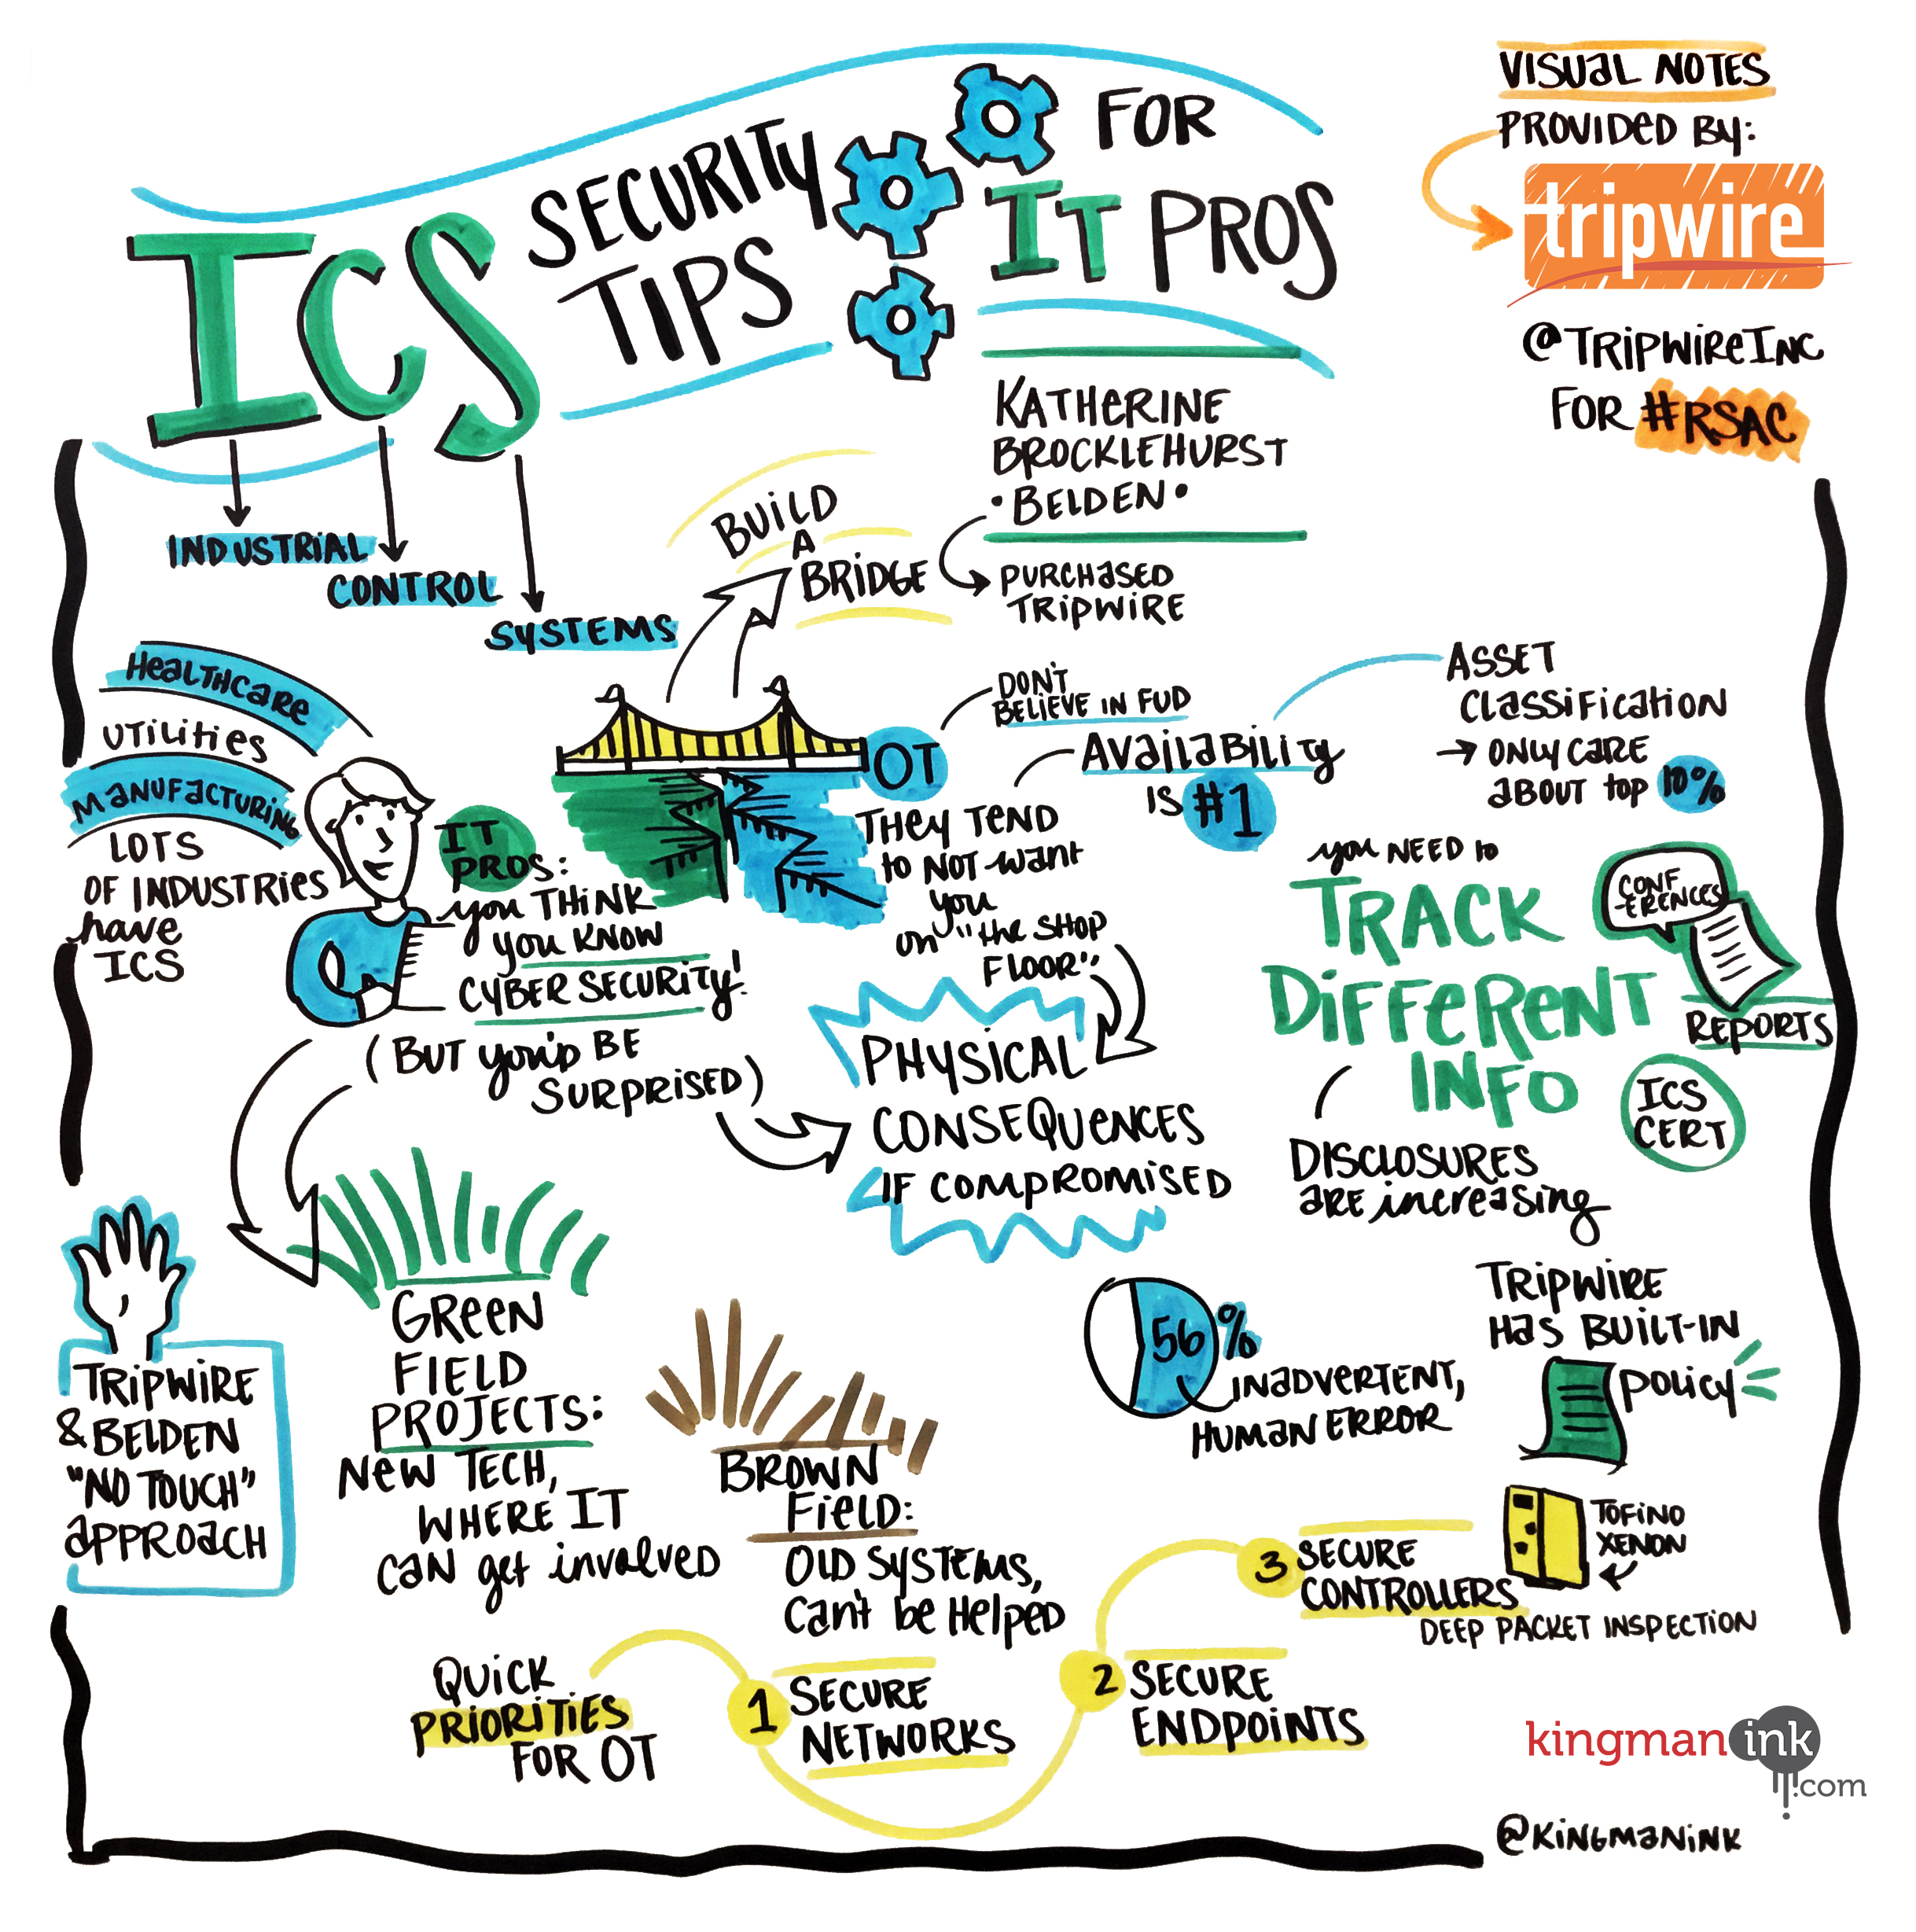 ICS
SECURITY
TIPS
FOR
IT PROS
VISUAL NOTES
PROVIDED BY:
tripwire
@TRIPWIREINC
FOR #RSAC
KATHERINE
BROCKLEHURST
• BELDEN •
PURCHASED
TRIPWIRE
INDUSTRIAL
CONTROL
SYSTEMS
BUILD
A
BRIDGE
HEALTHCARE
UTILITIES
MANUFACTURING
LOTS
OF INDUSTRIES
have
ICS
IT
PROS:
you THINK
you KNOW
CYBER SECURITY!
(BUT you'D BE
SURPRISED)
OT
DON'T
BELIEVE IN FUD
AVAILABILITY
IS #1
THEY TEND
to NOT want
you
on "the SHOP
FLOOR"
ASSET
CLASSIFICATION
→ ONLY CARE
ABOUT TOP 10%
you NEED to
TRACK
DIFFERENT
INFO
CONF
ERENCES
REPORTS
ICS
CERT
DISCLOSURES
ARE increasing
PHYSICAL
CONSEQUENCES
IF COMPROMISED
TRIPWIRE
& BELDEN
"NO TOUCH"
APPROACH
GREEN
FIELD
PROJECTS:
NEW TECH,
WHERE IT
CAN get involved
BROWN
FIELD:
OLD SYSTEMS,
Can't be HELPED
56%
INADVERTENT,
HUMAN ERROR
TRIPWIRE
HAS BUILT-IN
POLICY
TOFINO
XENON
QUICK
PRIORITIES
FOR OT
1 SECURE
NETWORKS
2 SECURE
ENDPOINTS
3 SECURE
CONTROLLERS
DEEP PACKET INSPECTION
kingmanink
.com
@KINGMANINK